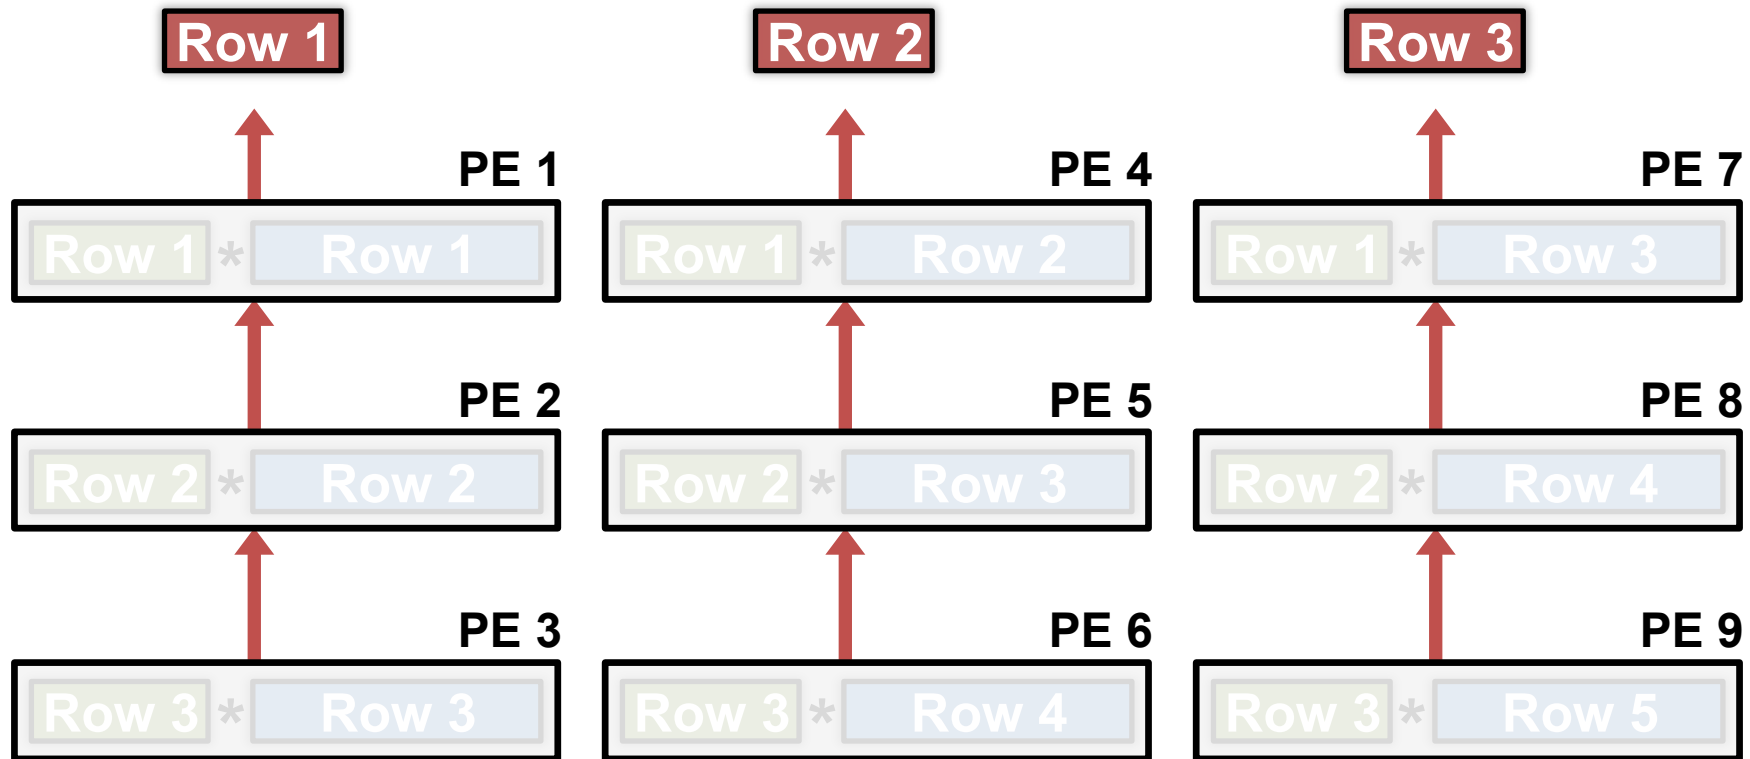 Row 1 Row 2 Row 3
PE 1 PE 4 PE 7
Row 1 * Row 1 Row 1 * Row 2 Row 1 * Row 3
PE 2 PE 5 PE 8
Row 2 * Row 2 Row 2 * Row 3 Row 2 * Row 4
PE 3 PE 6 PE 9
Row 3 * Row 3 Row 3 * Row 4 Row 3 * Row 5